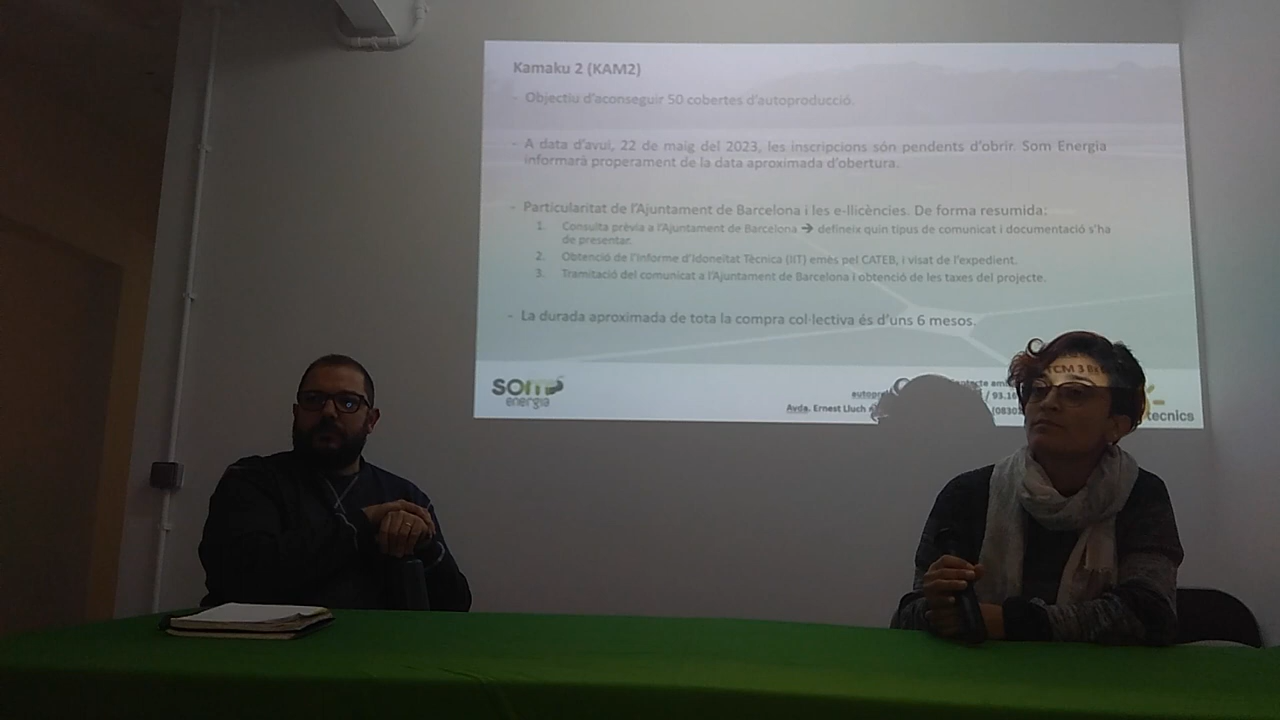 Kamaku 2 (KAM2)
- Objectiu d'aconseguir 50 cobertes d'autoproducció.
- A data d'avui, 22 de maig del 2023, les inscripcions són pendents d'obrir. Som Energia
informarà properament de la data aproximada d'obertura.
- Particularitat de l'Ajuntament de Barcelona i les e-llicències. De forma resumida:
1. Consulta prèvia a l'Ajuntament de Barcelona ➔ defineix quin tipus de comunicat i documentació s'ha
de presentar.
2. Obtenció de l'Informe d'Idoneïtat Tècnica (IIT) emès pel CATEB, i visat de l'expedient.
3. Tramitació del comunicat a l'Ajuntament de Barcelona i obtenció de les taxes del projecte.
- La durada aproximada de tota la compra col·lectiva és d'uns 6 mesos.
som
energia
/ 93.16
Avda. Ernest Lluch
(0830
TCM 3
tecnics